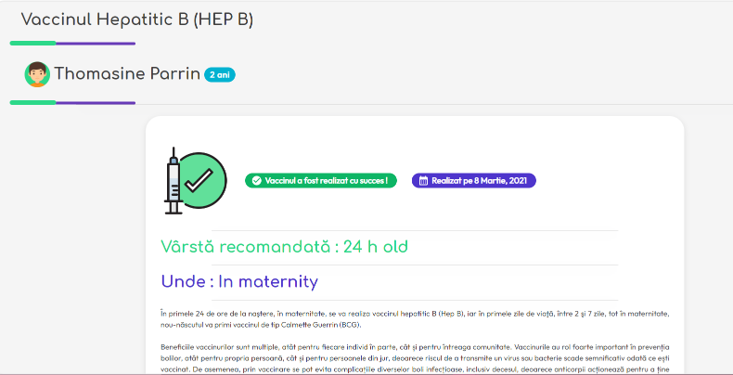 Vaccinul Hepatitic B (HEP B)
Thomasine Parrin 2 ani
Vaccinul a fost realizat cu succes !
Realizat pe 8 Martie, 2021
Vârstă recomandată : 24 h old
Unde : In maternity
În primele 24 de ore de la naștere, în maternitate, se va realiza vaccinul hepatitic B (Hep B), iar în primele zile de viață, între 2 și 7 zile, tot în maternitate,
nou-născutul va primi vaccinul de tip Calmette Guerrin (BCG).
Beneficiile vaccinurilor sunt multiple, atât pentru fiecare individ în parte, cât și pentru întreaga comunitate. Vaccinurile au rol foarte important în prevenția
bolilor, atât pentru propria persoană, cât și pentru persoanele din jur, deoarece riscul de a transmite un virus sau bacterie scade semnificativ odată ce ești
vaccinat. De asemenea, prin vaccinare se pot evita complicațiile diverselor boli infecțioase, inclusiv decesul, deoarece anticorpii acționează pentru a ține